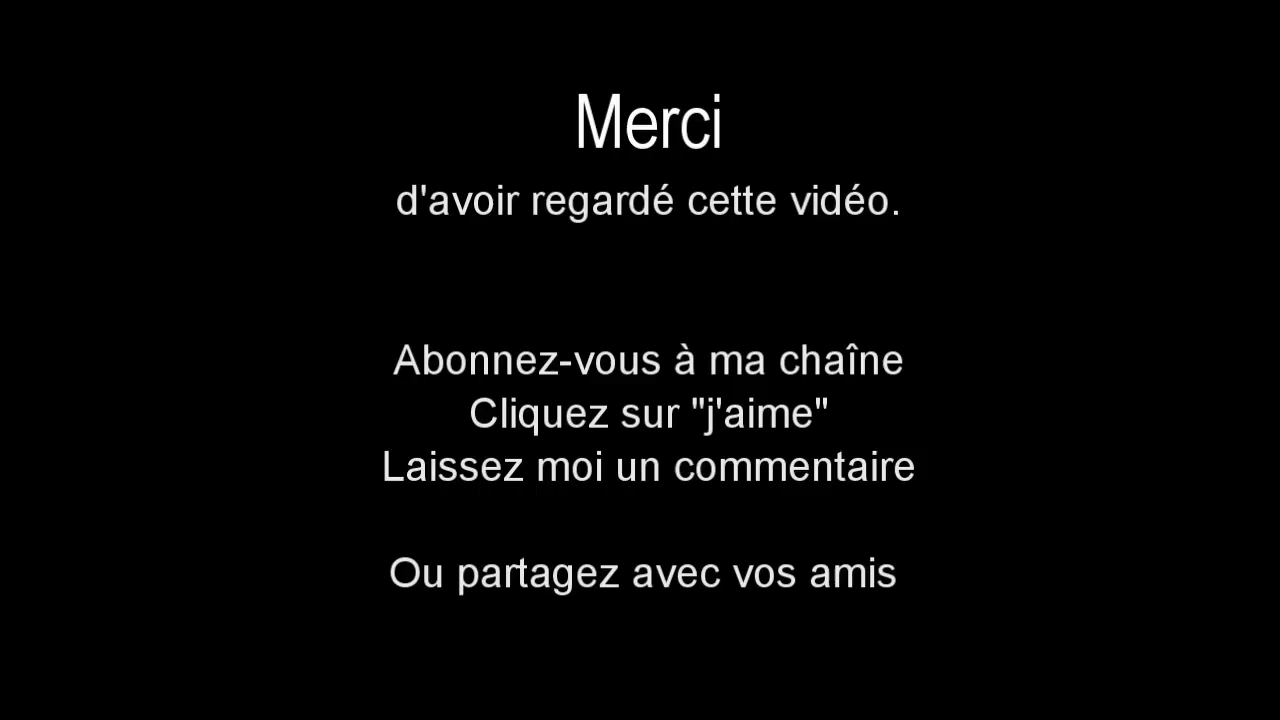 Merci
d'avoir regardé cette vidéo.
Abonnez-vous à ma chaîne
Cliquez sur "j'aime"
Laissez moi un commentaire
Ou partagez avec vos amis